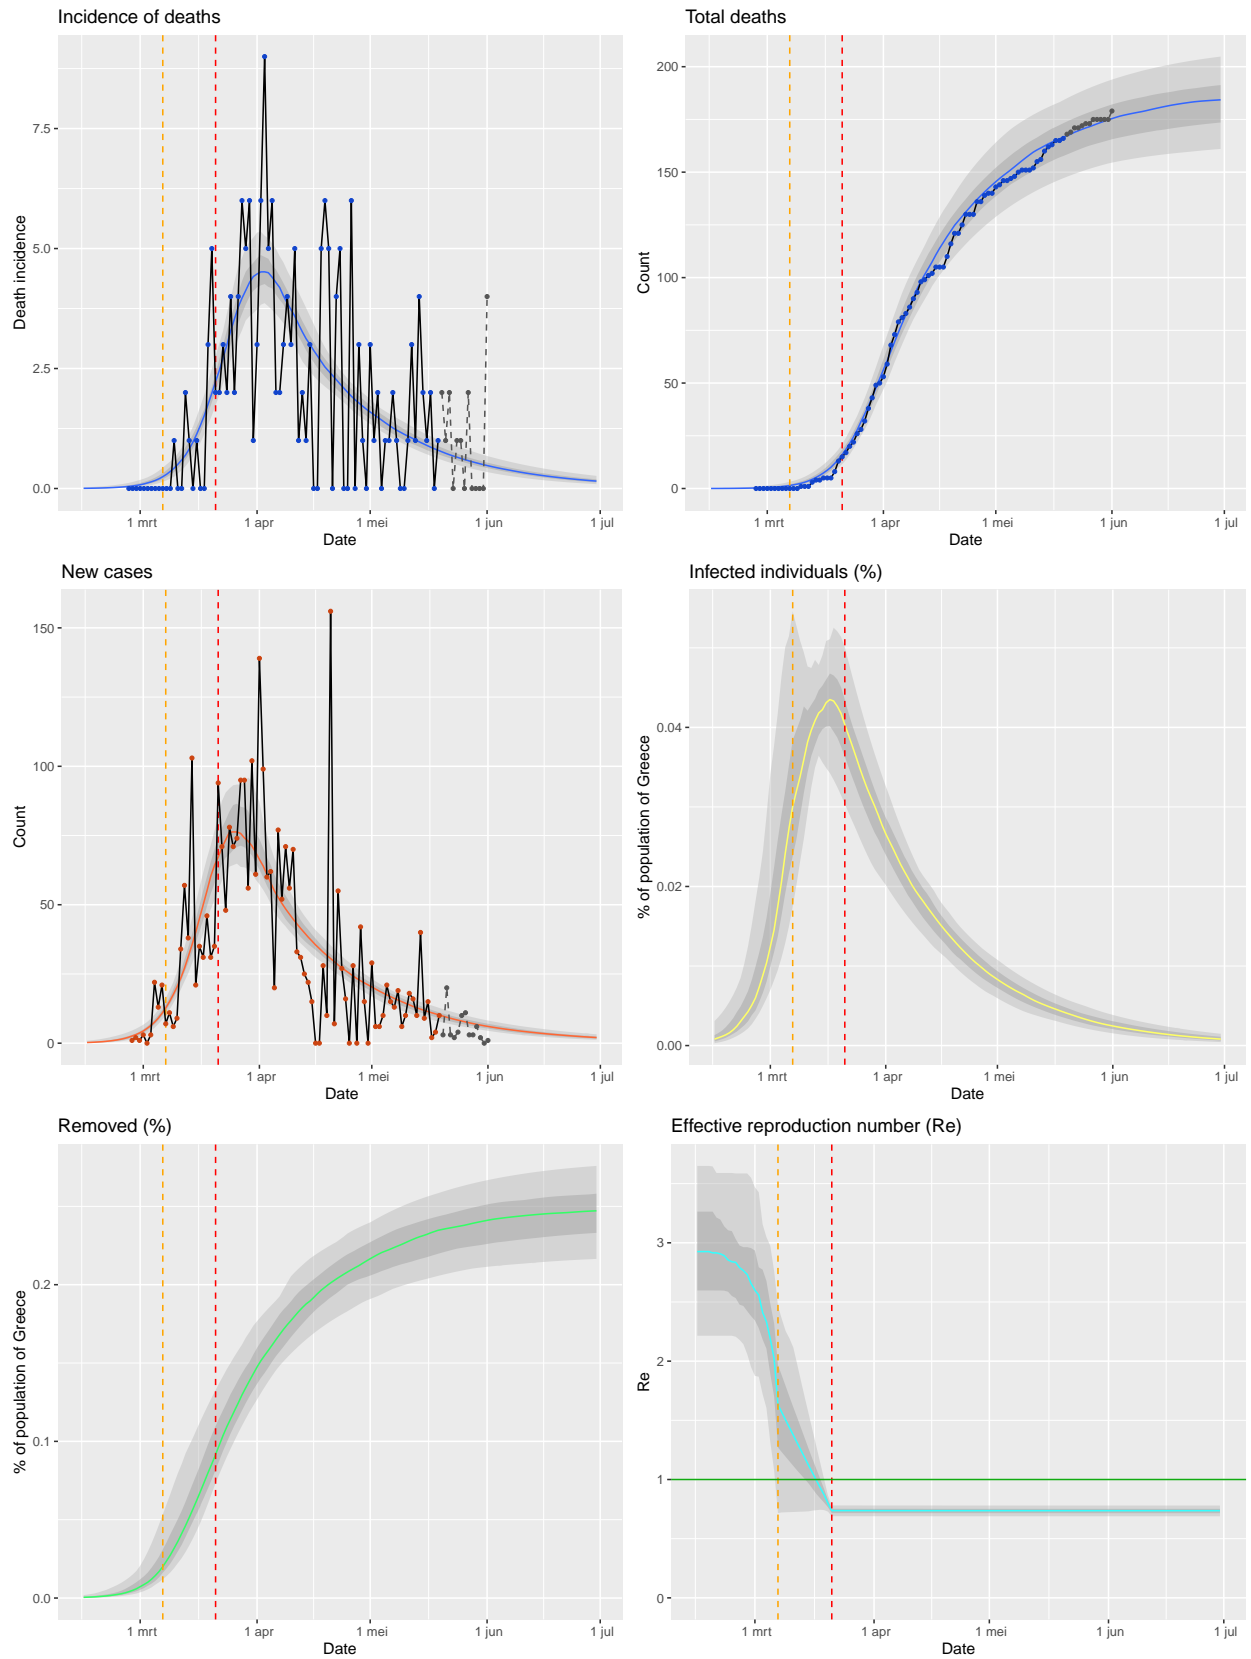 Incidence of deaths
Death incidence
7.5
5.0
2.5
0.0
1 mrt 1 apr 1 mei 1 jun 1 jul
Date
Total deaths
Count
200
150
100
50
0
1 mrt 1 apr 1 mei 1 jun 1 jul
Date
New cases
Count
150
100
50
0
1 mrt 1 apr 1 mei 1 jun 1 jul
Date
Infected individuals (%)
% of population of Greece
0.04
0.02
0.00
1 mrt 1 apr 1 mei 1 jun 1 jul
Date
Removed (%)
% of population of Greece
0.2
0.1
0.0
1 mrt 1 apr 1 mei 1 jun 1 jul
Date
Effective reproduction number (Re)
Re
3
2
1
0
1 mrt 1 apr 1 mei 1 jun 1 jul
Date